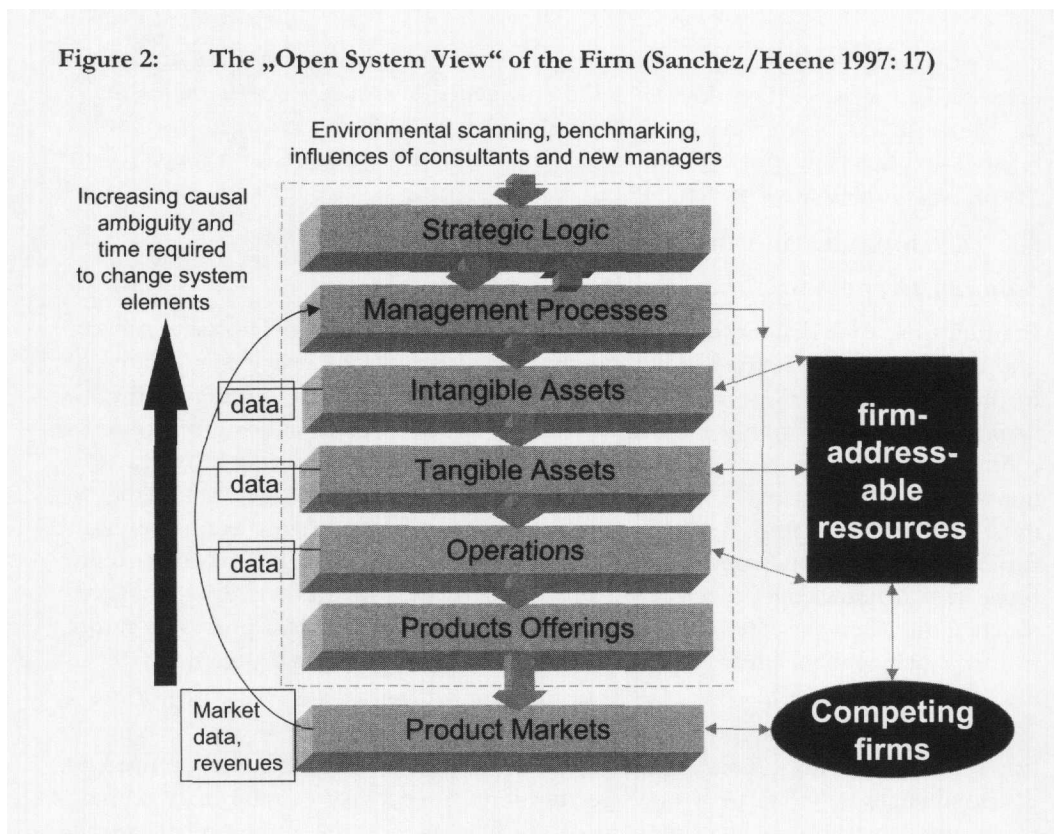 Figure 2: The „Open System View“ of the Firm (Sanchez/Heene 1997: 17)
Environmental scanning, benchmarking,
influences of consultants and new managers
Increasing causal
ambiguity and
time required
to change system
elements
Strategic Logic
Management Processes
Intangible Assets
data
Tangible Assets
data
Operations
data
Products Offerings
firm-
address-
able
resources
Market
data,
revenues
Product Markets
Competing
firms